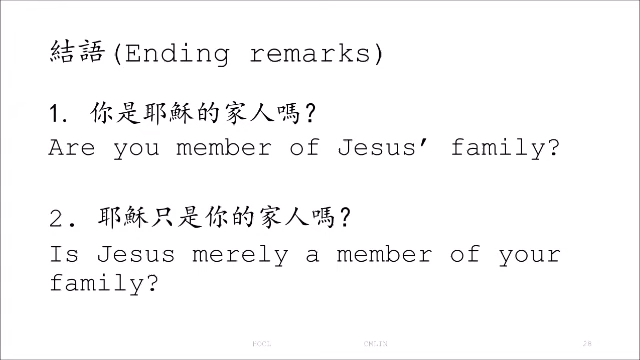 結語(Ending remarks)
1. 你是耶穌的家人嗎?
Are you member of Jesus’ family?
2. 耶穌只是你的家人嗎?
Is Jesus merely a member of your
family?